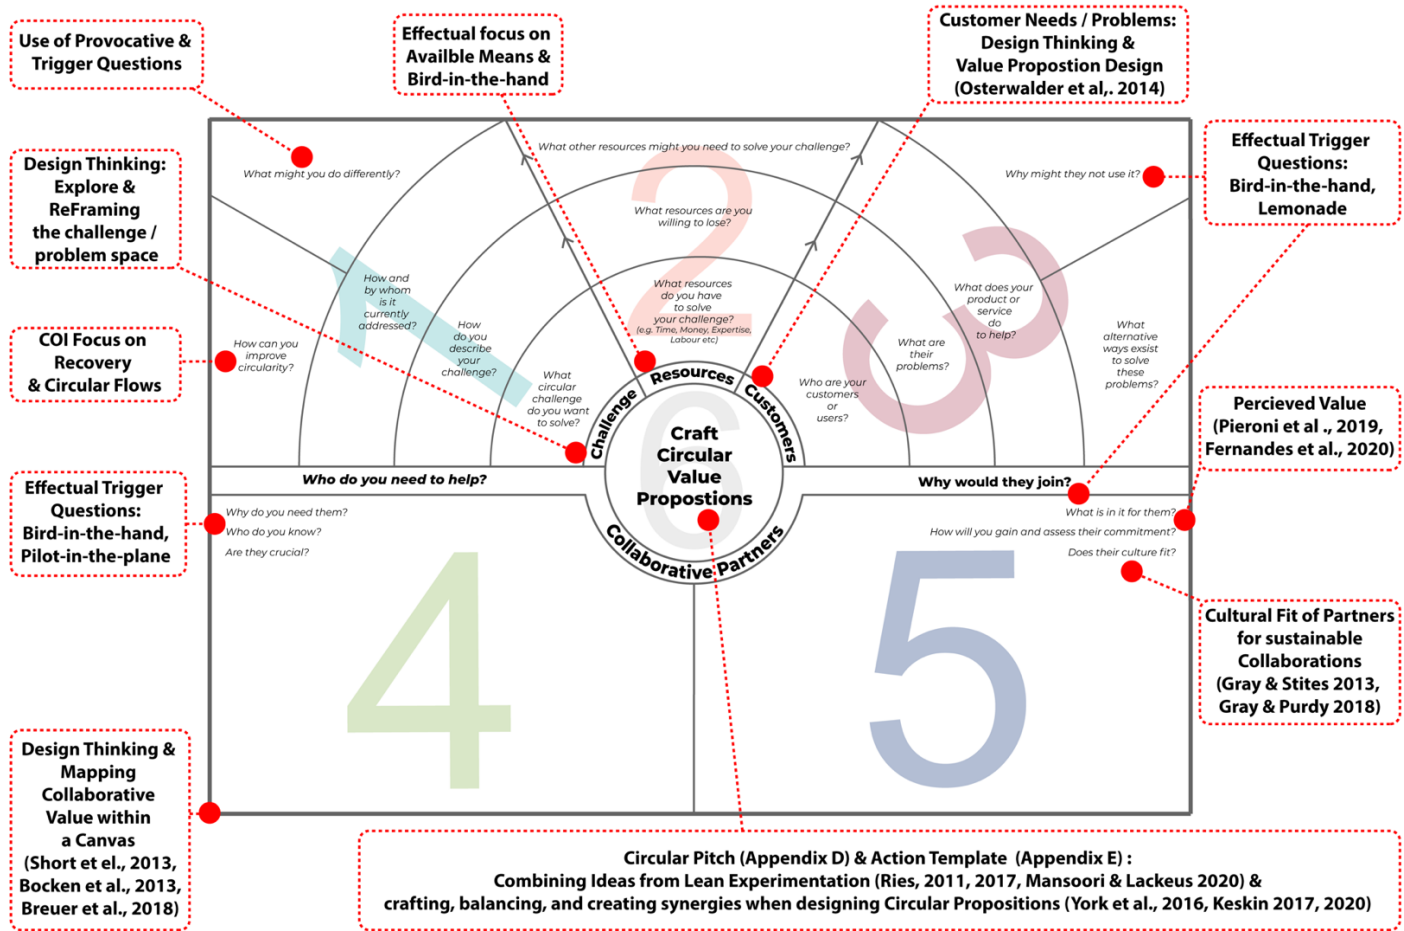 Use of Provocative &
Trigger Questions
Effectual focus on
Availble Means &
Bird-in-the-hand
Customer Needs / Problems:
Design Thinking &
Value Propostion Design
(Osterwalder et al,. 2014)
Design Thinking:
Explore &
ReFraming
the challenge /
problem space
COI Focus on
Recovery
& Circular Flows
Effectual Trigger
Questions:
Bird-in-the-hand,
Pilot-in-the-plane
Design Thinking &
Mapping
Collaborative
Value within
a Canvas
(Short et el., 2013,
Bocken et al., 2013,
Breuer et al., 2018)
Effectual Trigger
Questions:
Bird-in-the-hand,
Lemonade
Percieved Value
(Pieroni et al ., 2019,
Fernandes et al., 2020)
Cultural Fit of Partners
for sustainable
Collaborations
(Gray & Stites 2013,
Gray & Purdy 2018)
1
What might you do differently?
How can you
improve
circularity?
How and
by whom
is it
currently
addressed?
How
do you
describe
your
challenge?
What
circular
challenge
do you want
to solve?
Challenge
2
What other resources might you need to solve your challenge?
What resources are you
willing to lose?
What resources
do you have
to solve
your challenge?
(e.g. Time, Money, Expertise,
Labour etc)
Resources
3
Why might they not use it?
What
alternative
ways exsist
to solve
these
problems?
What does your
product or
service
do
to help?
What are
their
problems?
Who are your
customers
or
users?
Customers
6
Craft
Circular
Value
Propostions
Collaborative Partners
Who do you need to help?
Why do you need them?
Who do you know?
Are they crucial?
4
Why would they join?
What is in it for them?
How will you gain and assess their commitment?
Does their culture fit?
5
Circular Pitch (Appendix D) & Action Template (Appendix E) :
Combining Ideas from Lean Experimentation (Ries, 2011, 2017, Mansoori & Lackeus 2020) &
crafting, balancing, and creating synergies when designing Circular Propositions (York et al., 2016, Keskin 2017, 2020)